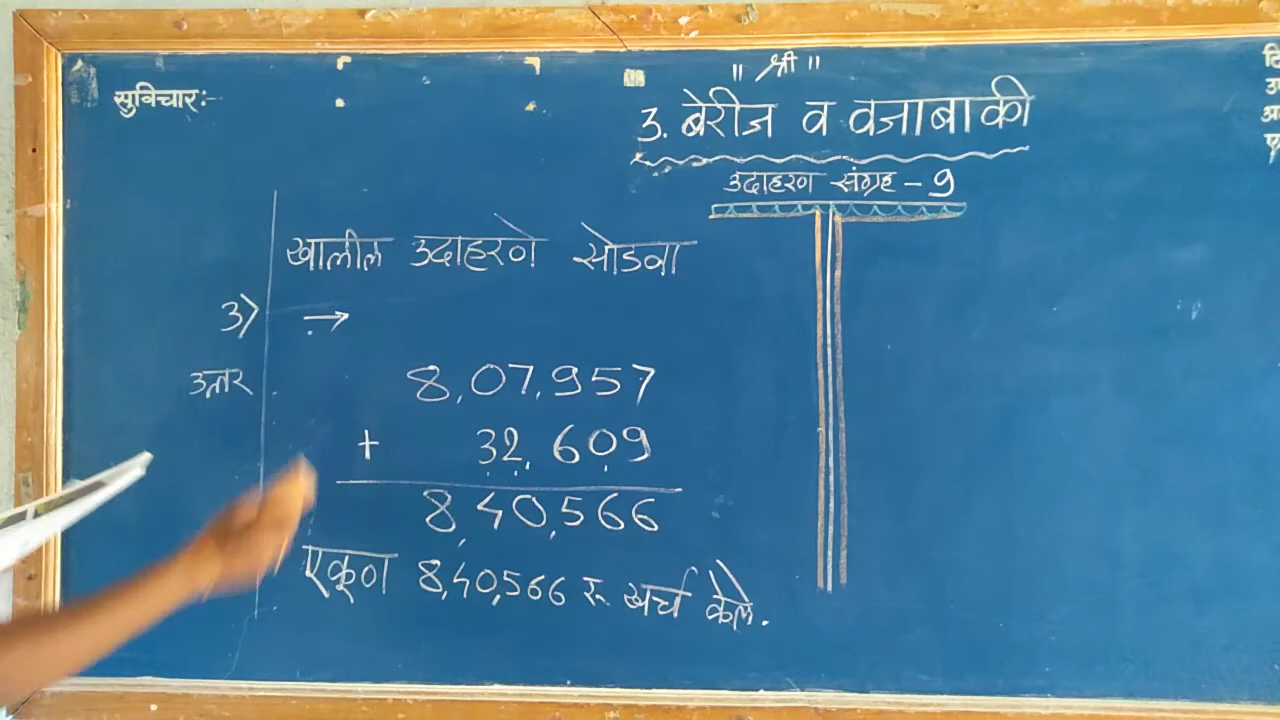 सुविचारः-
॥ श्री ॥
3. बेरीज व वजाबाकी
उदाहरण संग्रह - 9
खालील उदाहरणे सोडवा
3) →
उत्तर
8,07,957
+ 32,609
8,40,566
एकूण 8,40,566 रू खर्च केले.